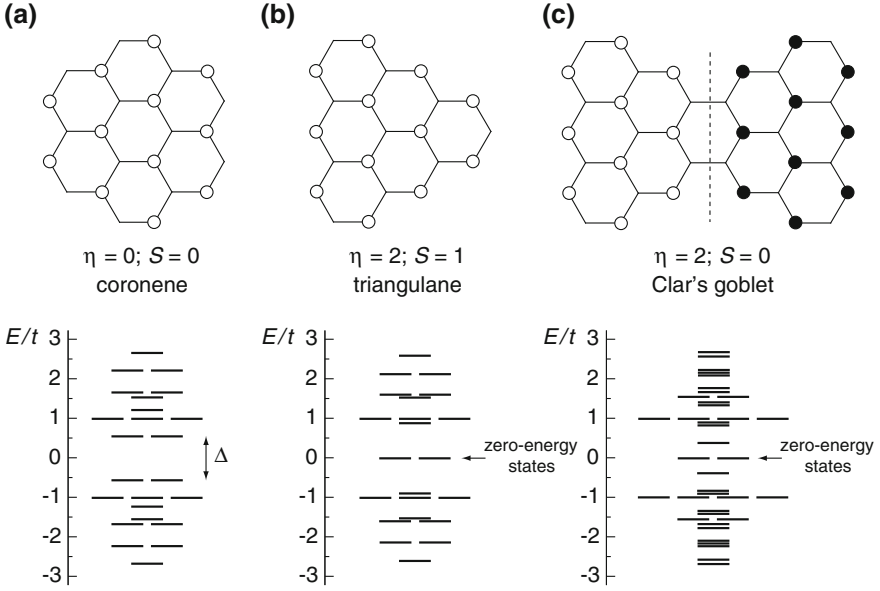 (a)
(b)
(c)
η = 0; S = 0
coronene
η = 2; S = 1
triangulane
η = 2; S = 0
Clar's goblet
E/t
3
2
1
0
-1
-2
-3
Δ
E/t
3
2
1
0
-1
-2
-3
zero-energy
states
E/t
3
2
1
0
-1
-2
-3
zero-energy
states